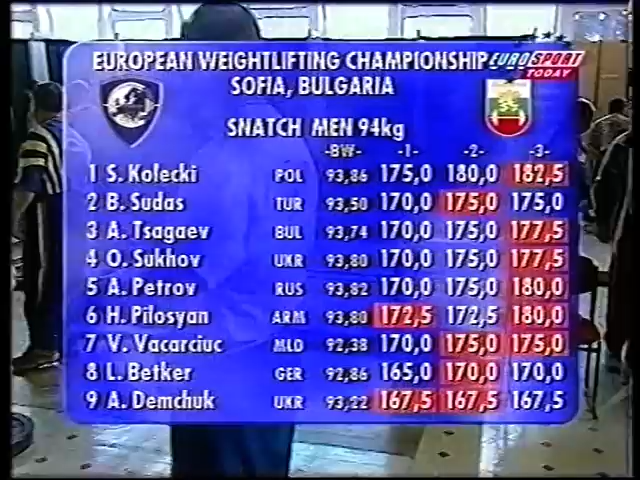 EUROPEAN WEIGHTLIFTING CHAMPIONSHIP EUROSPORT
TODAY
SOFIA, BULGARIA
SNATCH MEN 94kg
-BW- -1- -2- -3-
1 S. Kolecki POL 93,86 175,0 180,0 182,5
2 B. Sudas TUR 93,50 170,0 175,0 175,0
3 A. Tsagaev BUL 93,74 170,0 175,0 177,5
4 O. Sukhov UKR 93,80 170,0 175,0 177,5
5 A. Petrov RUS 93,82 170,0 175,0 180,0
6 H. Pilosyan ARM 93,80 172,5 172,5 180,0
7 V. Vacarciuc MLD 92,38 170,0 175,0 175,0
8 L. Betker GER 92,86 165,0 170,0 170,0
9 A. Demchuk UKR 93,22 167,5 167,5 167,5